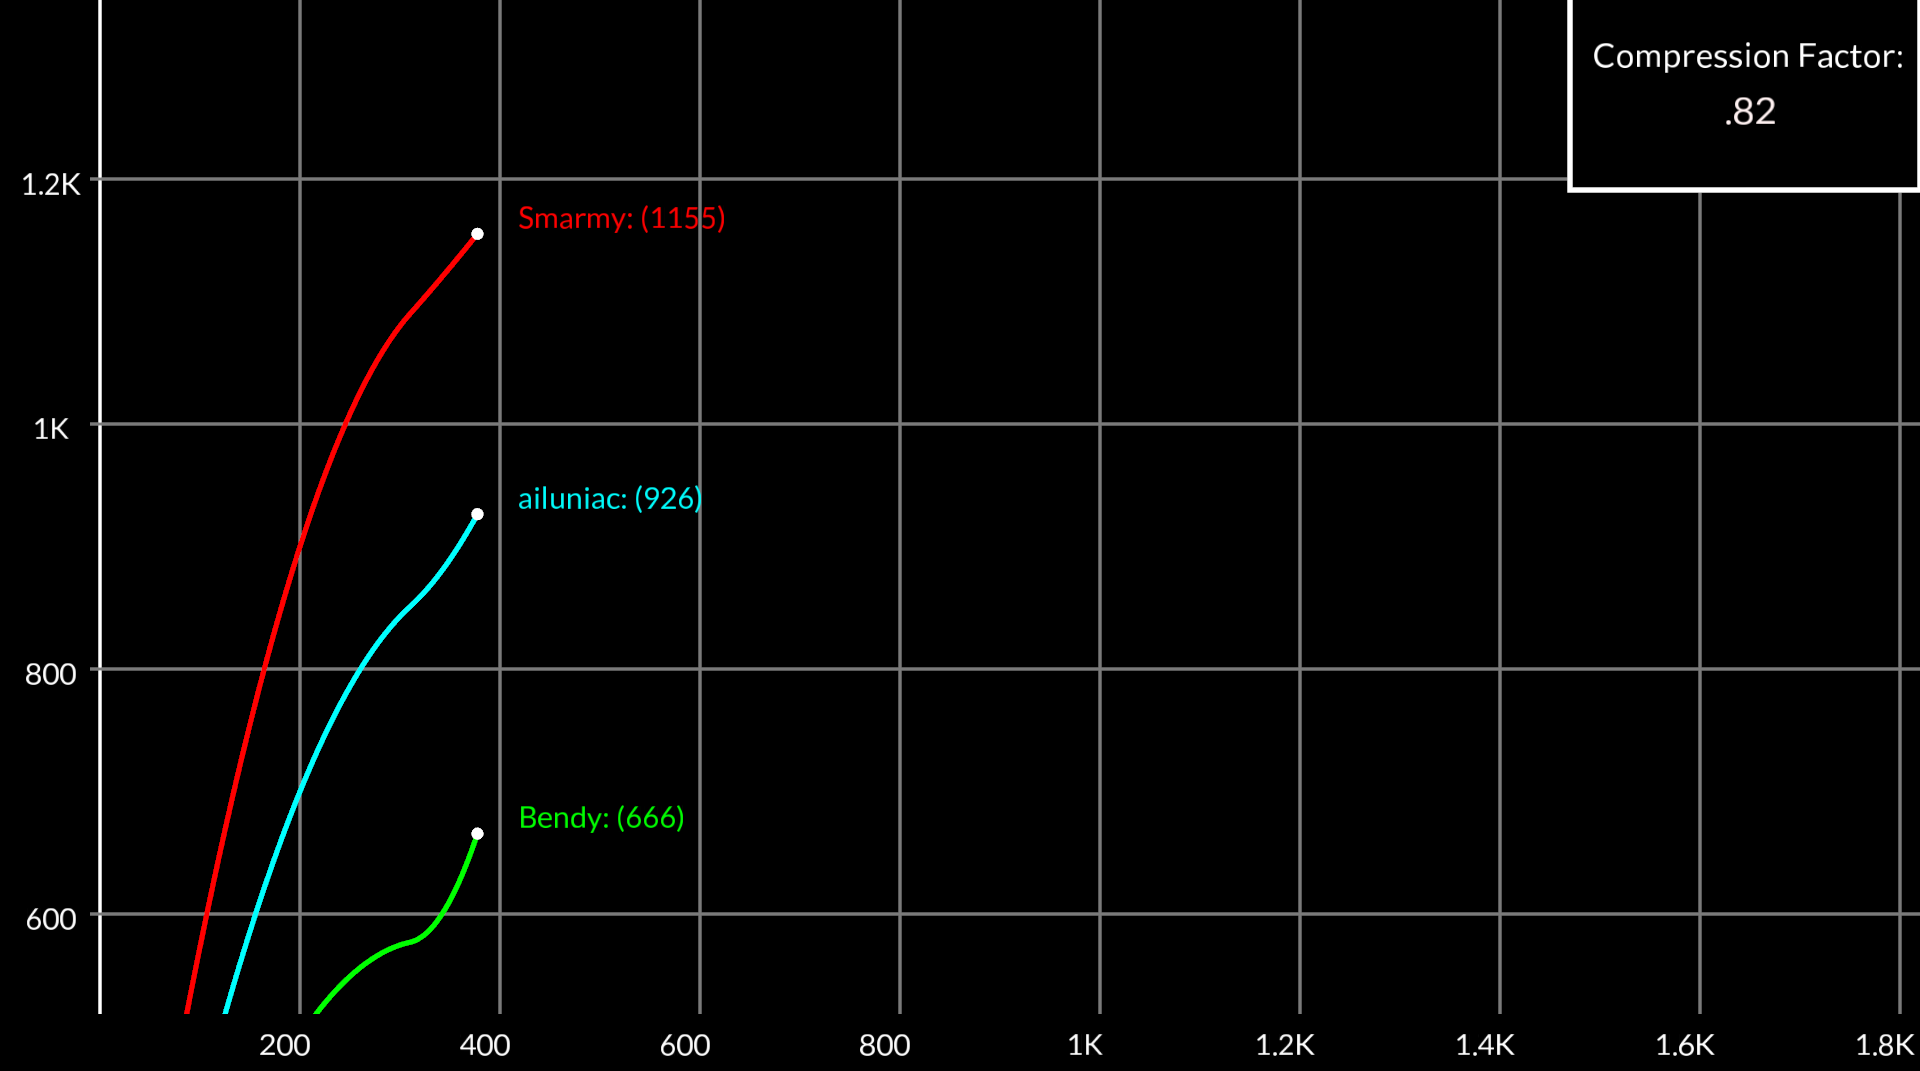 Compression Factor:
.82
1.2K
Smarmy: (1155)
1K
ailuniac: (926)
800
Bendy: (666)
600
200 400 600 800 1K 1.2K 1.4K 1.6K 1.8K